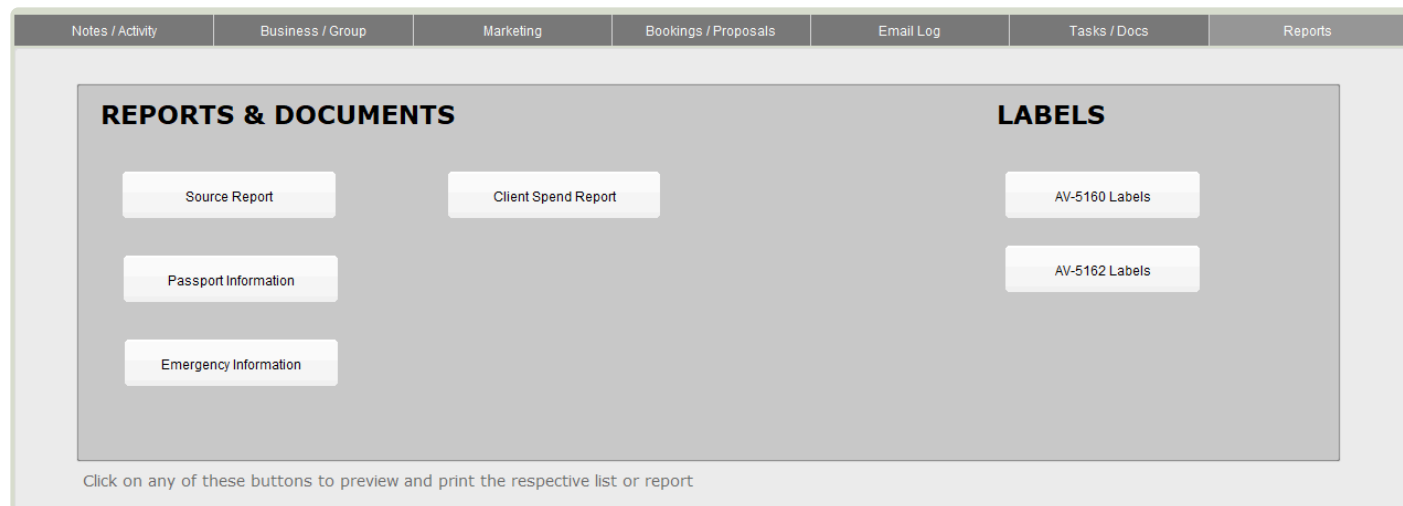 Notes / Activity Business / Group Marketing Bookings / Proposals Email Log Tasks / Docs Reports
REPORTS & DOCUMENTS LABELS
Source Report Client Spend Report AV-5160 Labels
Passport Information AV-5162 Labels
Emergency Information
Click on any of these buttons to preview and print the respective list or report